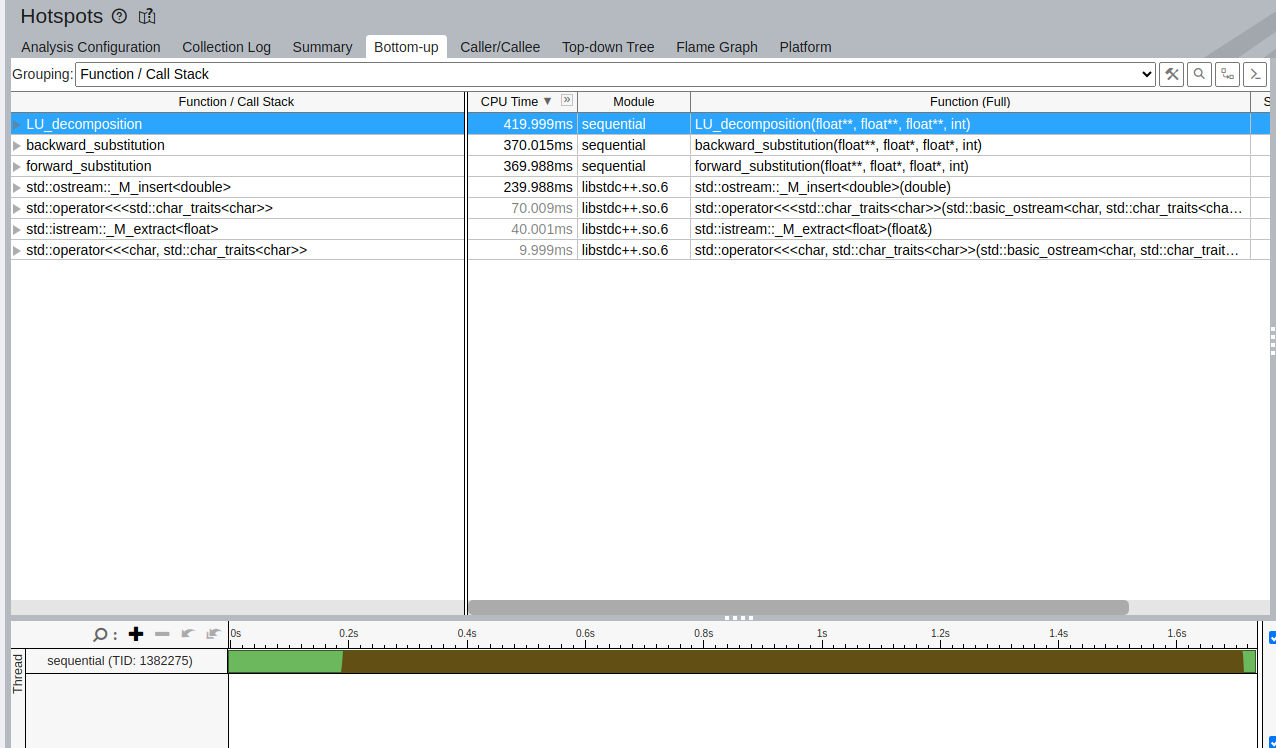 Hotspots
Analysis Configuration Collection Log Summary Bottom-up Caller/Callee Top-down Tree Flame Graph Platform
Grouping: Function / Call Stack
Function / Call Stack CPU Time ▼ » Module Function (Full) S
LU_decomposition 419.999ms sequential LU_decomposition(float**, float**, float**, int)
backward_substitution 370.015ms sequential backward_substitution(float**, float*, float*, int)
forward_substitution 369.988ms sequential forward_substitution(float**, float*, float*, int)
std::ostream::_M_insert<double> 239.988ms libstdc++.so.6 std::ostream::_M_insert<double>(double)
std::operator<<<std::char_traits<char>> 70.009ms libstdc++.so.6 std::operator<<<std::char_traits<char>>(std::basic_ostream<char, std::char_traits<cha…
std::istream::_M_extract<float> 40.001ms libstdc++.so.6 std::istream::_M_extract<float>(float&)
std::operator<<<char, std::char_traits<char>> 9.999ms libstdc++.so.6 std::operator<<<char, std::char_traits<char>>(std::basic_ostream<char, std::char_trait…
0s 0.2s 0.4s 0.6s 0.8s 1s 1.2s 1.4s 1.6s
Thread
sequential (TID: 1382275)